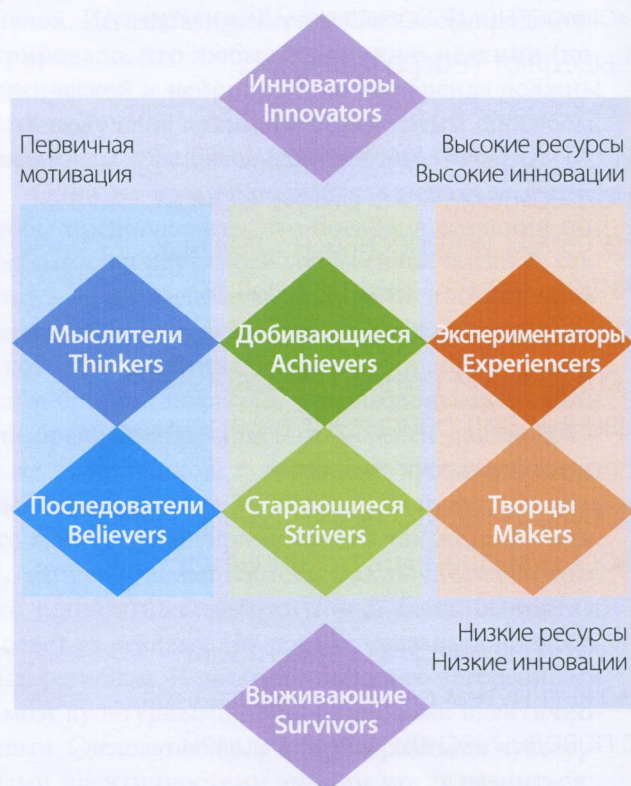 Инноваторы
Innovators
Первичная
мотивация
Высокие ресурсы
Высокие инновации
Мыслители
Thinkers
Добивающиеся
Achievers
Экспериментаторы
Experiencers
Последователи
Believers
Старающиеся
Strivers
Творцы
Makers
Низкие ресурсы
Низкие инновации
Выживающие
Survivors